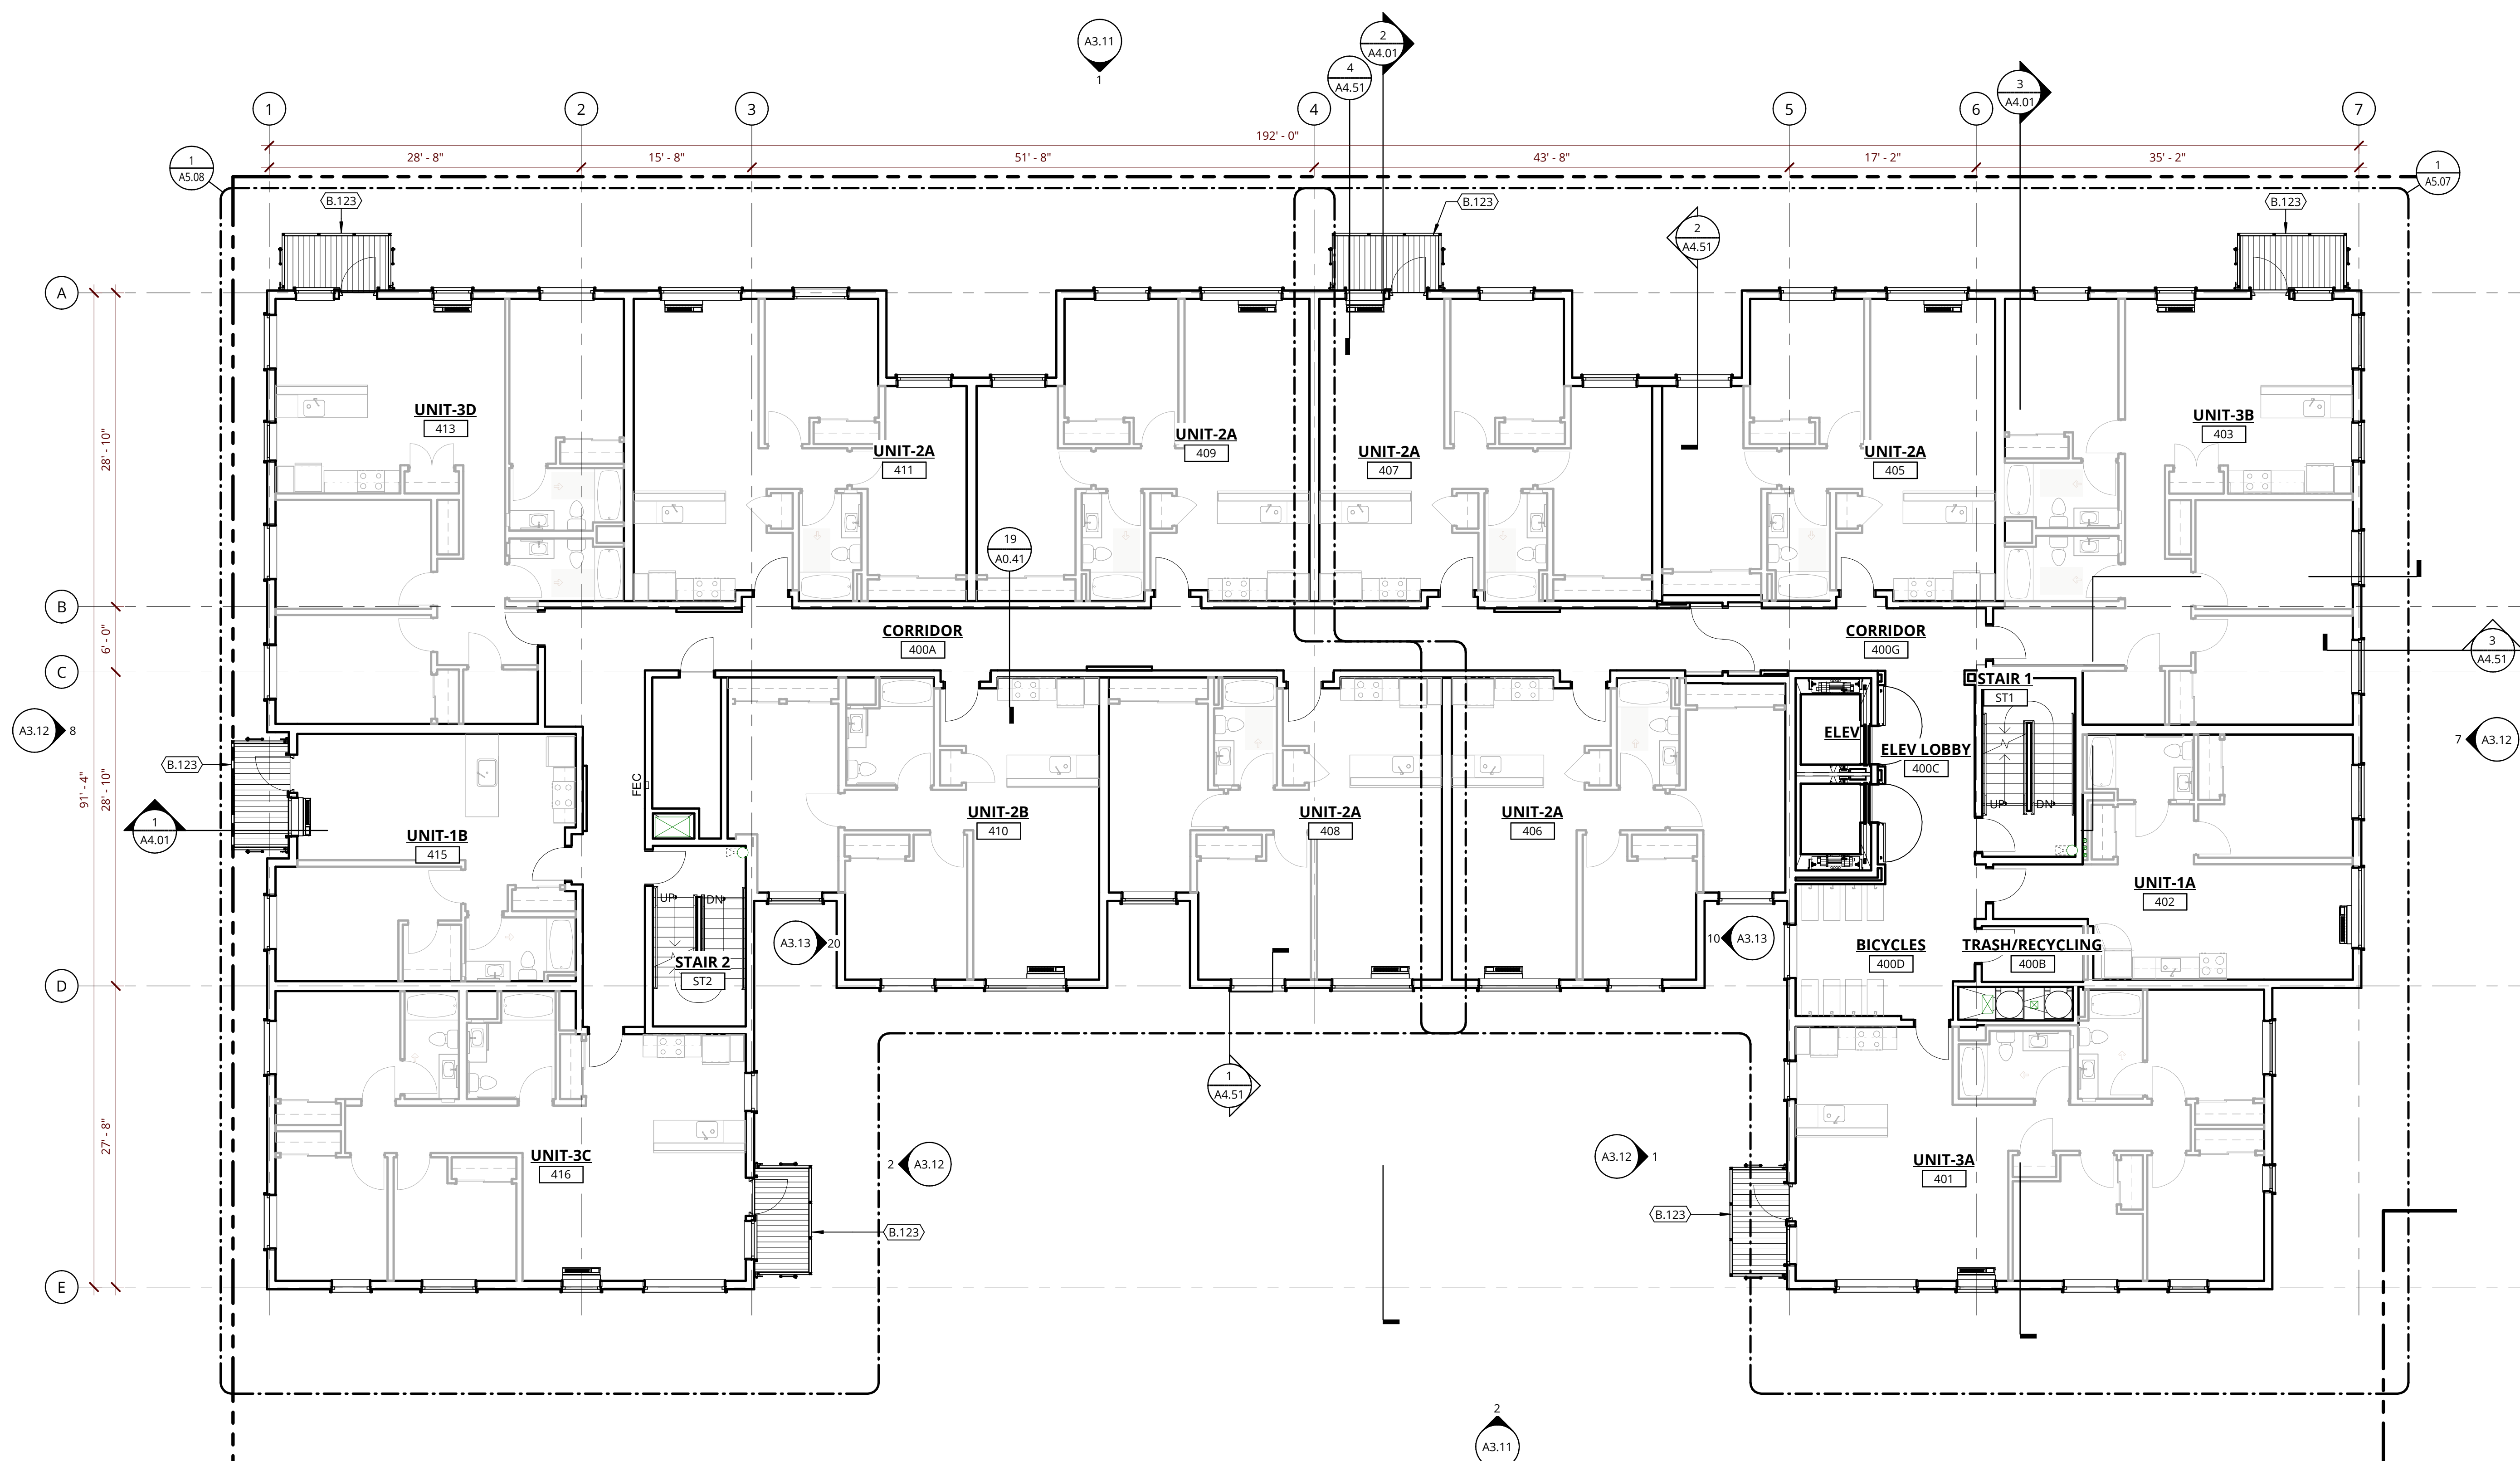 A3.11
1
2
A4.01
4
A4.51
3
A4.01
1
2
3
4
5
6
7
192' - 0"
28' - 8"
15' - 8"
51' - 8"
43' - 8"
17' - 2"
35' - 2"
1
A5.08
1
A5.07
B.123
B.123
B.123
2
A4.51
A
28' - 10"
UNIT-3D
413
UNIT-2A
411
UNIT-2A
409
UNIT-2A
407
UNIT-2A
405
UNIT-3B
403
19
A0.41
B
6' - 0"
CORRIDOR
400A
CORRIDOR
400G
3
A4.51
C
STAIR 1
ST1
A3.12
8
B.123
91' - 4"
28' - 10"
FEC
ELEV
ELEV LOBBY
400C
7
A3.12
UP
DN
1
A4.01
UNIT-1B
415
UNIT-2B
410
UNIT-2A
408
UNIT-2A
406
UNIT-1A
402
UP
DN
A3.13
20
10
A3.13
BICYCLES
400D
TRASH/RECYCLING
400B
STAIR 2
ST2
D
1
A4.51
27' - 8"
UNIT-3C
416
2
A3.12
A3.12
1
UNIT-3A
401
B.123
B.123
E
2
A3.11